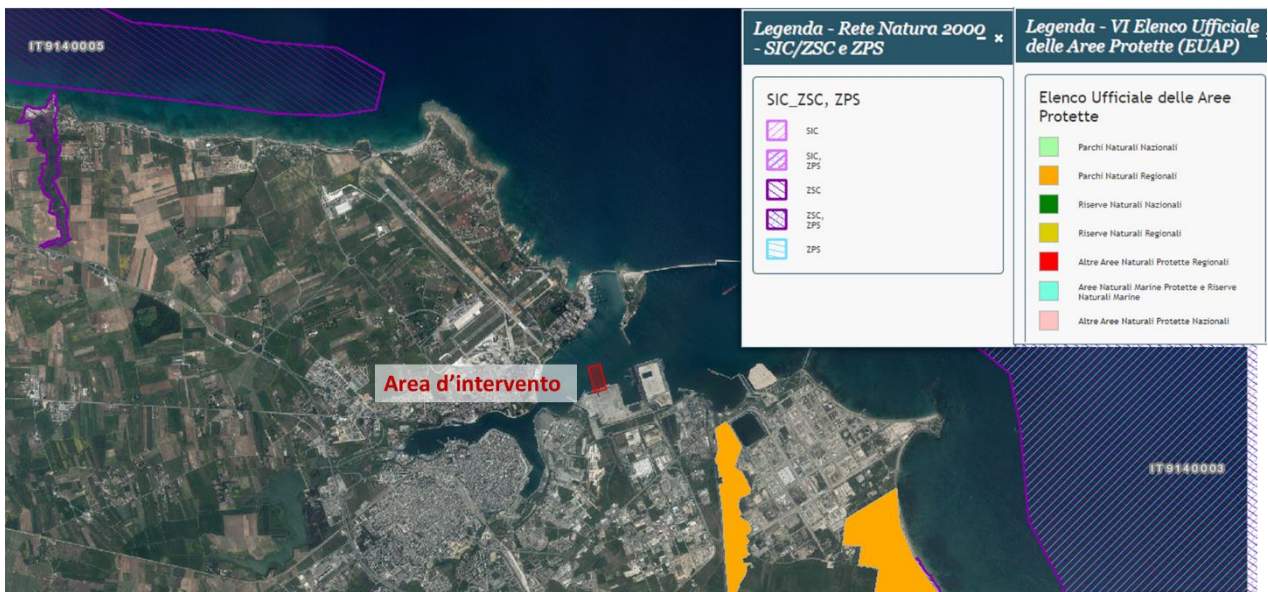 IT9140005
Legenda - Rete Natura 2000
- SIC/ZSC e ZPS
SIC_ZSC, ZPS
SIC
SIC,
ZPS
ZSC
ZSC,
ZPS
ZPS
Legenda - VI Elenco Ufficiale
delle Aree Protette (EUAP)
Elenco Ufficiale delle Aree
Protette
Parchi Naturali Nazionali
Parchi Naturali Regionali
Riserve Naturali Nazionali
Riserve Naturali Regionali
Altre Aree Naturali Protette Regionali
Aree Naturali Marine Protette e Riserve
Naturali Marine
Altre Aree Naturali Protette Nazionali
Area d’intervento
IT9140003